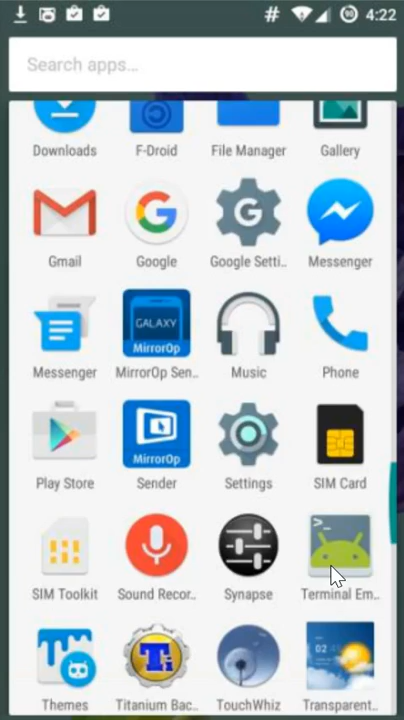 # 90 4:22
Search apps...
Downloads F-Droid File Manager Gallery
Gmail Google Google Setti.. Messenger
GALAXY
MirrorOp
Messenger MirrorOp Sen.. Music Phone
MirrorOp
Play Store Sender Settings SIM Card
>_
SIM Toolkit Sound Recor.. Synapse Terminal Em..
02
Themes Titanium Bac.. TouchWiz Transparent..